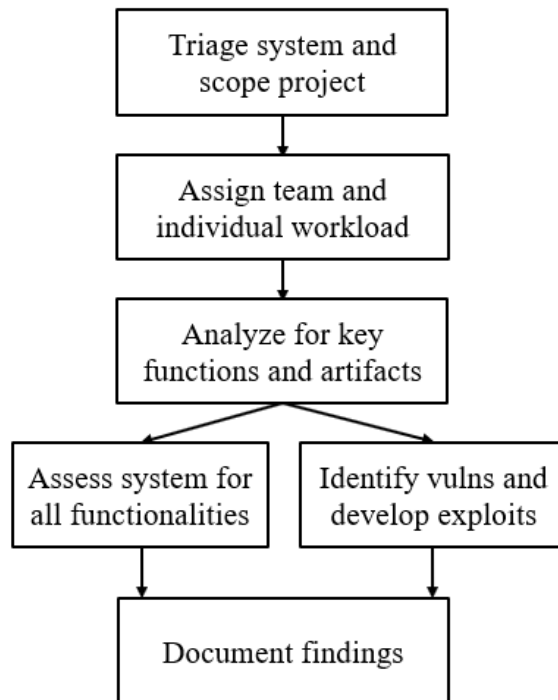 Triage system and
scope project
Assign team and
individual workload
Analyze for key
functions and artifacts
Assess system for
all functionalities
Identify vulns and
develop exploits
Document findings